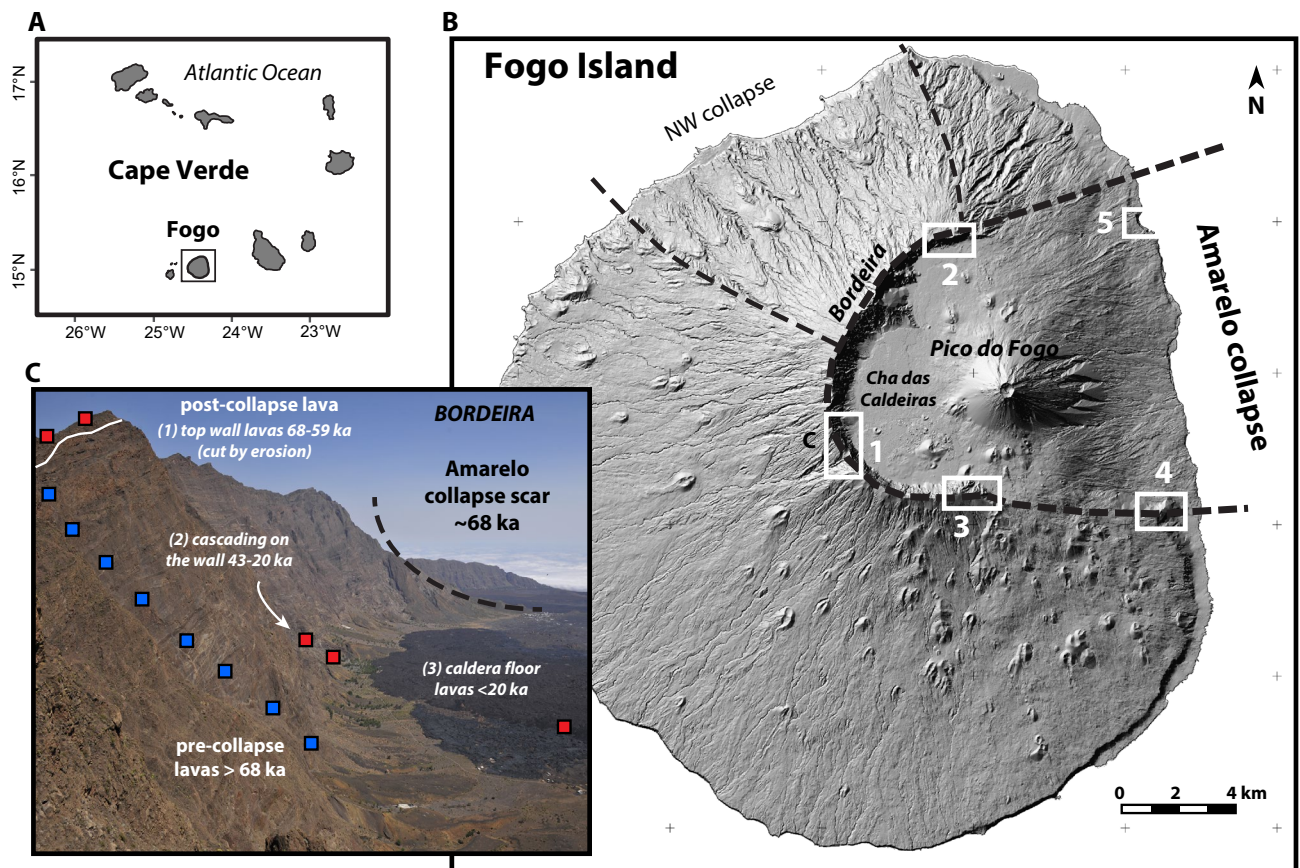 A
Atlantic Ocean
Cape Verde
Fogo
17°N
16°N
15°N
26°W
25°W
24°W
23°W
B
Fogo Island
N
NW collapse
Bordeira
2
5
Amarelo collapse
Pico do Fogo
Cha das
Caldeiras
C
1
3
4
0 2 4 km
C
post-collapse lava
(1) top wall lavas 68-59 ka
(cut by erosion)
BORDEIRA
Amarelo
collapse scar
~68 ka
(2) cascading on
the wall 43-20 ka
(3) caldera floor
lavas <20 ka
pre-collapse
lavas > 68 ka